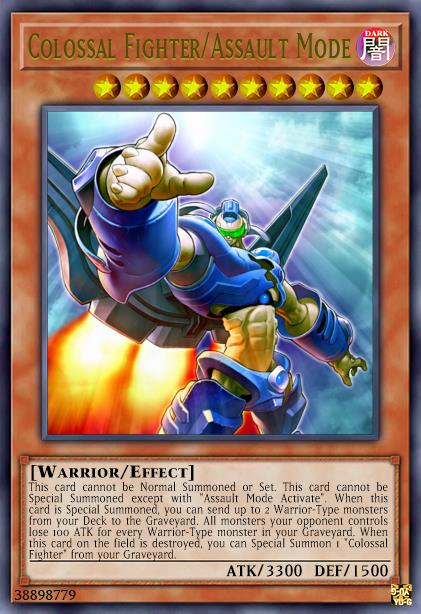 COLOSSAL FIGHTER/ASSAULT MODE
DARK
闇
[WARRIOR/EFFECT]
This card cannot be Normal Summoned or Set. This card cannot be
Special Summoned except with "Assault Mode Activate". When this
card is Special Summoned, you can send up to 2 Warrior-Type monsters
from your Deck to the Graveyard. All monsters your opponent controls
lose 100 ATK for every Warrior-Type monster in your Graveyard. When
this card on the field is destroyed, you can Special Summon 1 "Colossal
Fighter" from your Graveyard.
ATK/3300 DEF/1500
38898779